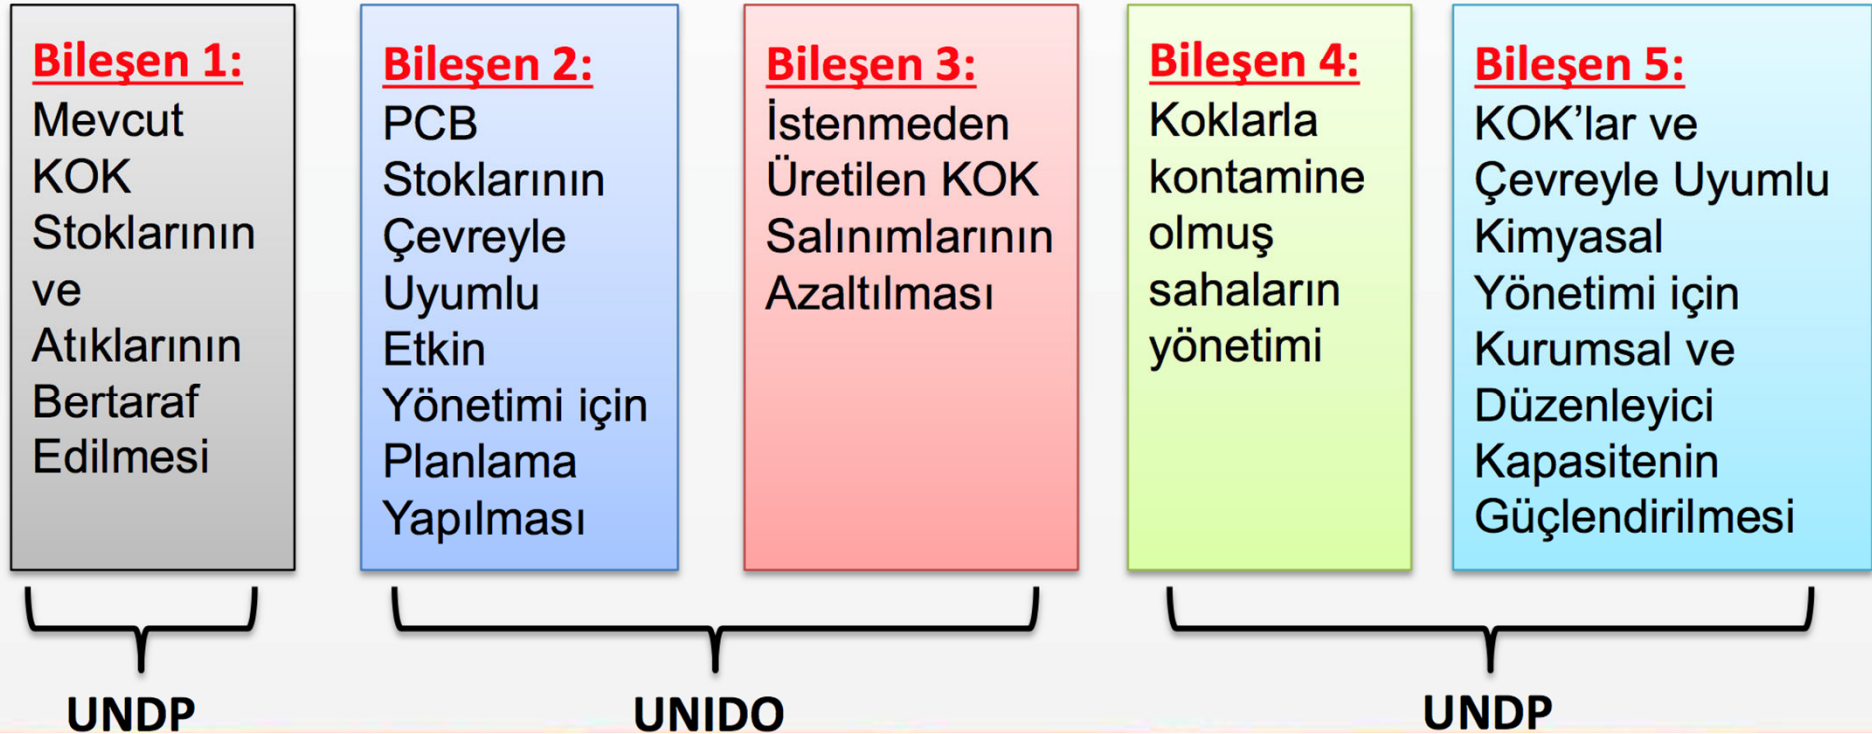 Bileşen 1:
Mevcut
KOK
Stoklarının
ve
Atıklarının
Bertaraf
Edilmesi
Bileşen 2:
PCB
Stoklarının
Çevreyle
Uyumlu
Etkin
Yönetimi için
Planlama
Yapılması
Bileşen 3:
İstenmeden
Üretilen KOK
Salınımlarının
Azaltılması
Bileşen 4:
Koklarla
kontamine
olmuş
sahaların
yönetimi
Bileşen 5:
KOK’lar ve
Çevreyle Uyumlu
Kimyasal
Yönetimi için
Kurumsal ve
Düzenleyici
Kapasitenin
Güçlendirilmesi
UNDP
UNIDO
UNDP